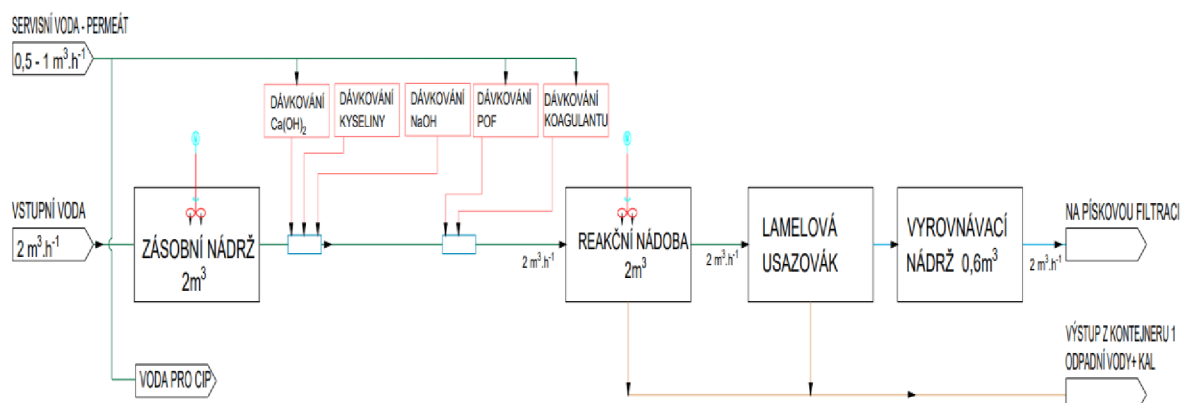 SERVISNÍ VODA - PERMEÁT
0,5 - 1 m³.h⁻¹
DÁVKOVÁNÍ
Ca(OH)₂
DÁVKOVÁNÍ
KYSELINY
DÁVKOVÁNÍ
NaOH
DÁVKOVÁNÍ
POF
DÁVKOVÁNÍ
KOAGULANTU
VSTUPNÍ VODA
2 m³.h⁻¹
ZÁSOBNÍ NÁDRŽ
2m³
2 m³.h⁻¹
REAKČNÍ NÁDOBA
2m³
2 m³.h⁻¹
LAMELOVÁ
USAZOVÁK
VYROVNÁVACÍ
NÁDRŽ 0,6m³
2 m³.h⁻¹
NA PÍSKOVOU FILTRACI
VODA PRO CIP
VÝSTUP Z KONTEJNERU 1
ODPADNÍ VODY+ KAL